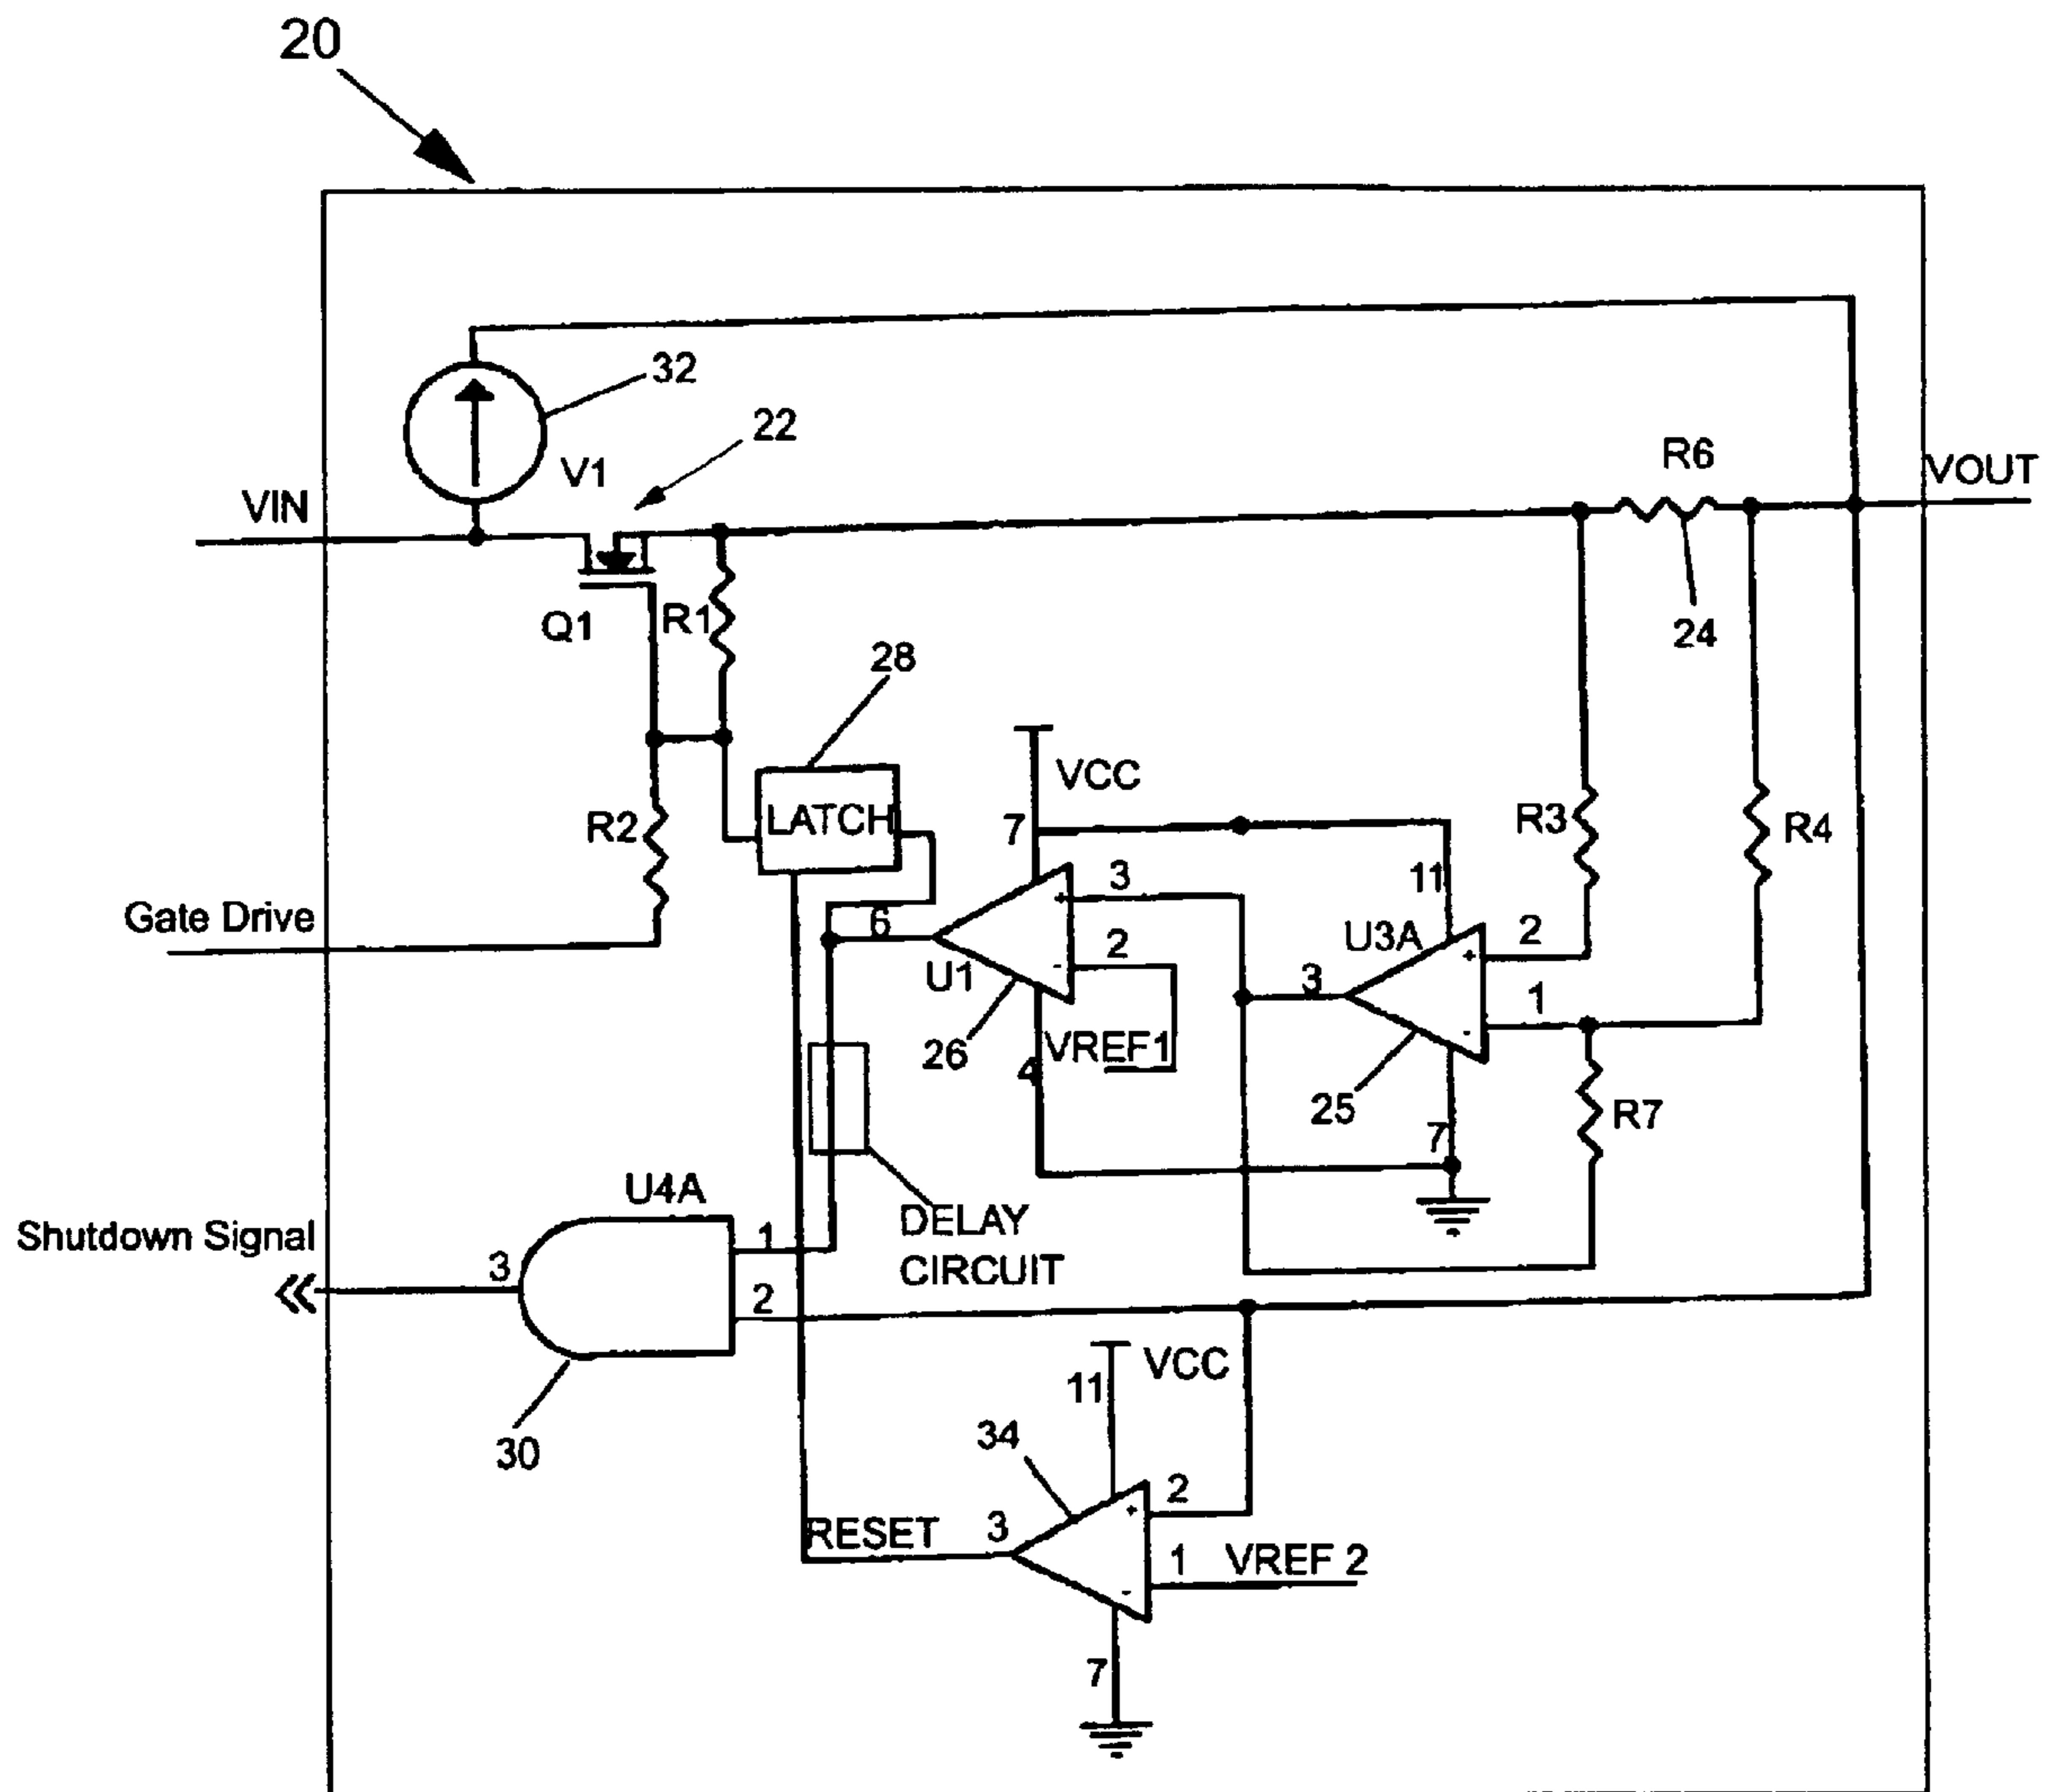 20
32
22
V1
VIN
R6
VOUT
Q1
R1
24
28
VCC
LATCH
R2
7
R3
R4
3
11
Gate Drive
6
2
U3A
2
U1
3
1
26
VREF1
4
25
R7
7
U4A
DELAY
CIRCUIT
Shutdown Signal
3
1
2
VCC
11
34
30
2
RESET
3
1
VREF 2
7